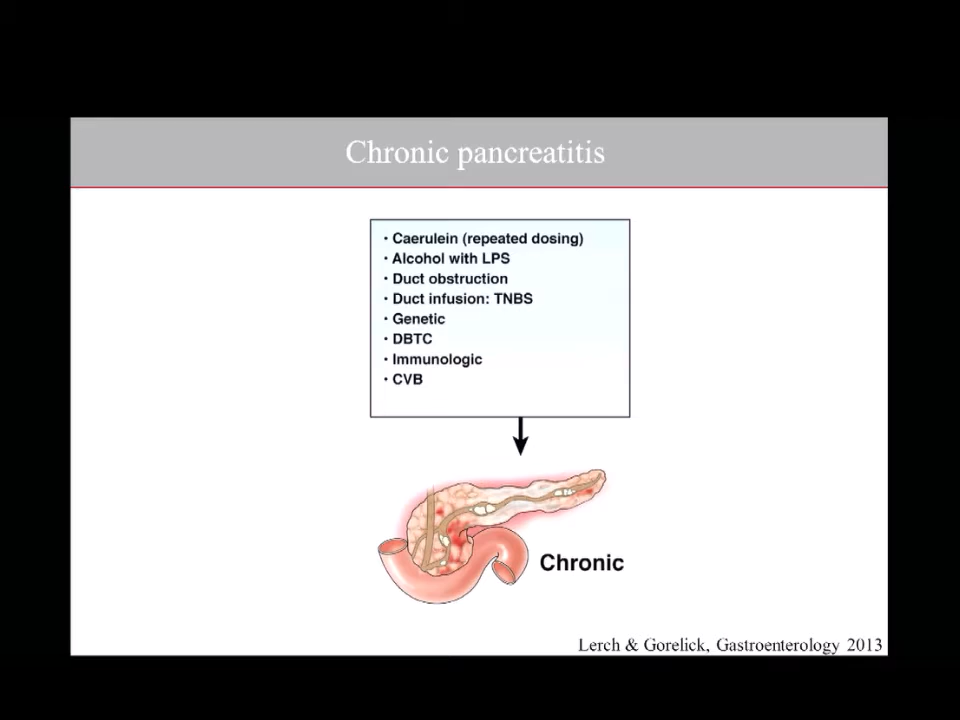 Chronic pancreatitis
· Caerulein (repeated dosing)
· Alcohol with LPS
· Duct obstruction
· Duct infusion: TNBS
· Genetic
· DBTC
· Immunologic
· CVB
Chronic
Lerch & Gorelick, Gastroenterology 2013